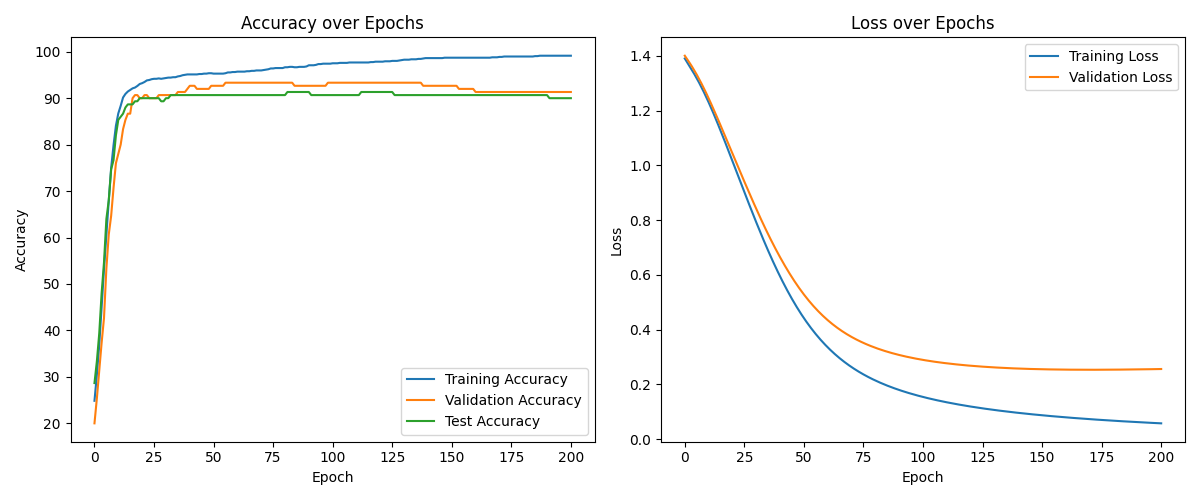 Accuracy over Epochs
100
90
80
70
60
50
40
30
20
Accuracy
0 25 50 75 100 125 150 175 200
Epoch
Training Accuracy
Validation Accuracy
Test Accuracy
Loss over Epochs
1.4
1.2
1.0
0.8
0.6
0.4
0.2
0.0
Loss
0 25 50 75 100 125 150 175 200
Epoch
Training Loss
Validation Loss